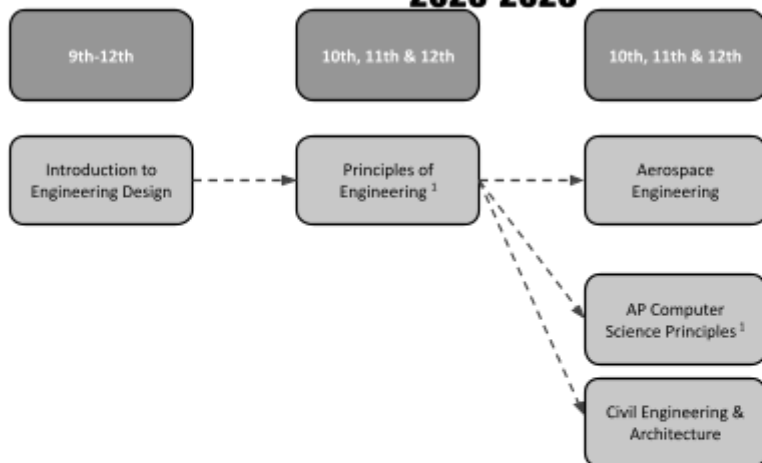 9th-12th
10th, 11th & 12th
10th, 11th & 12th
Introduction to
Engineering Design
Principles of
Engineering 1
Aerospace
Engineering
AP Computer
Science Principles 1
Civil Engineering &
Architecture